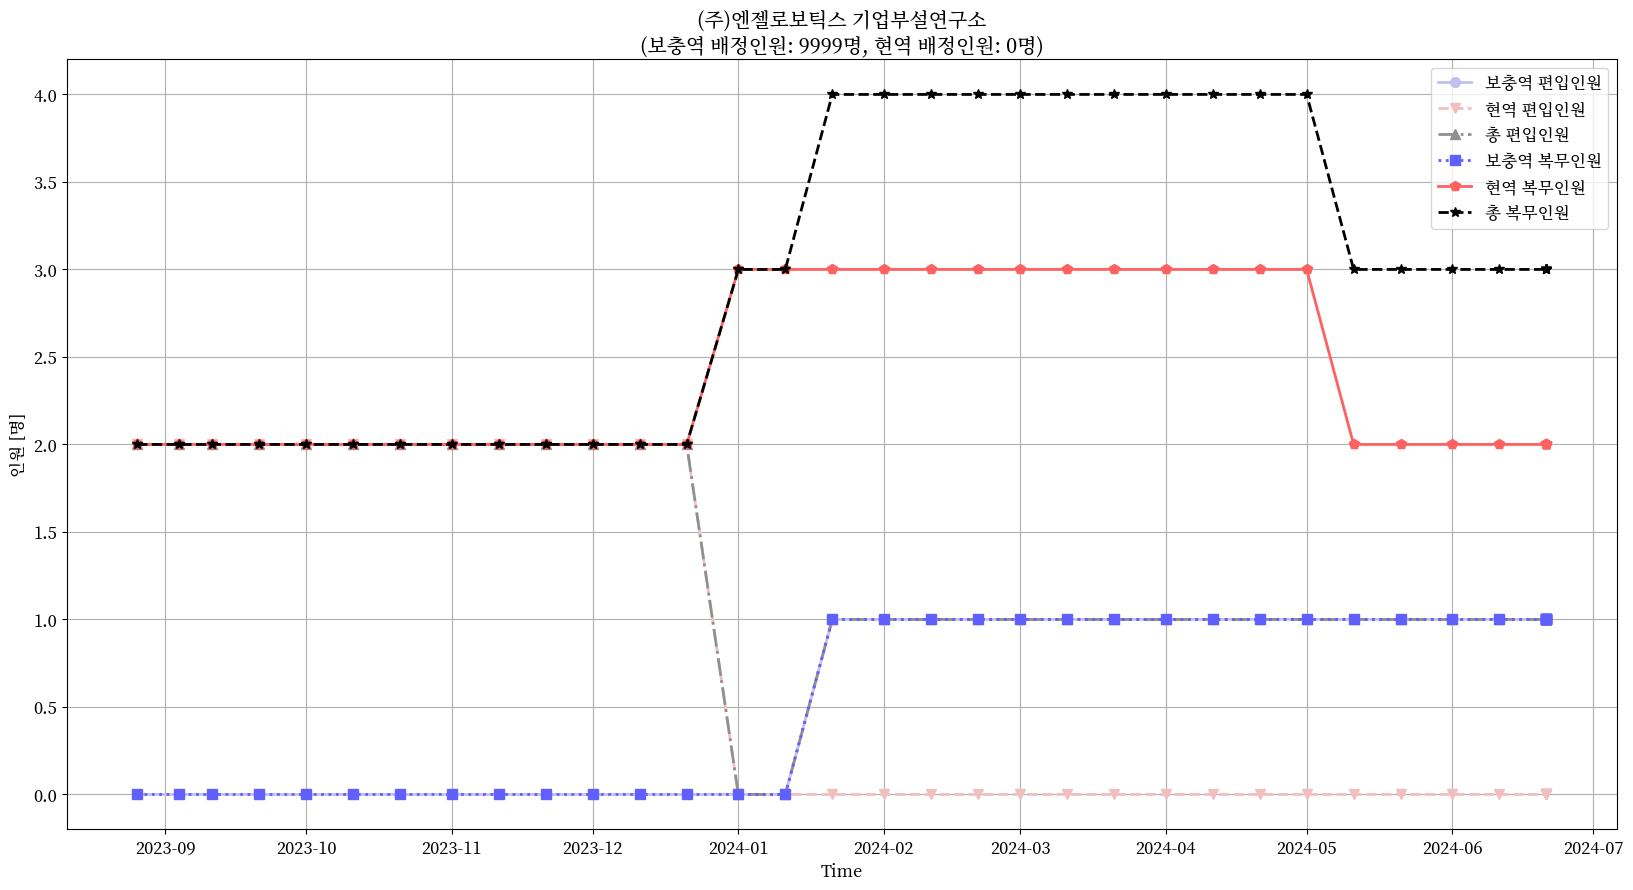 (주)엔젤로보틱스 기업부설연구소
(보충역 배정인원: 9999명, 현역 배정인원: 0명)
보충역 편입인원
현역 편입인원
총 편입인원
보충역 복무인원
현역 복무인원
총 복무인원
인원 [명]
4.0
3.5
3.0
2.5
2.0
1.5
1.0
0.5
0.0
2023-09 2023-10 2023-11 2023-12 2024-01 2024-02 2024-03 2024-04 2024-05 2024-06 2024-07
Time